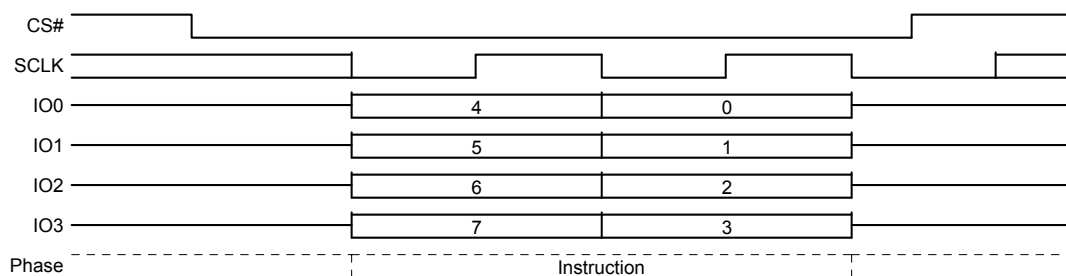 CS#
SCLK
IO0 4 0
IO1 5 1
IO2 6 2
IO3 7 3
Phase Instruction